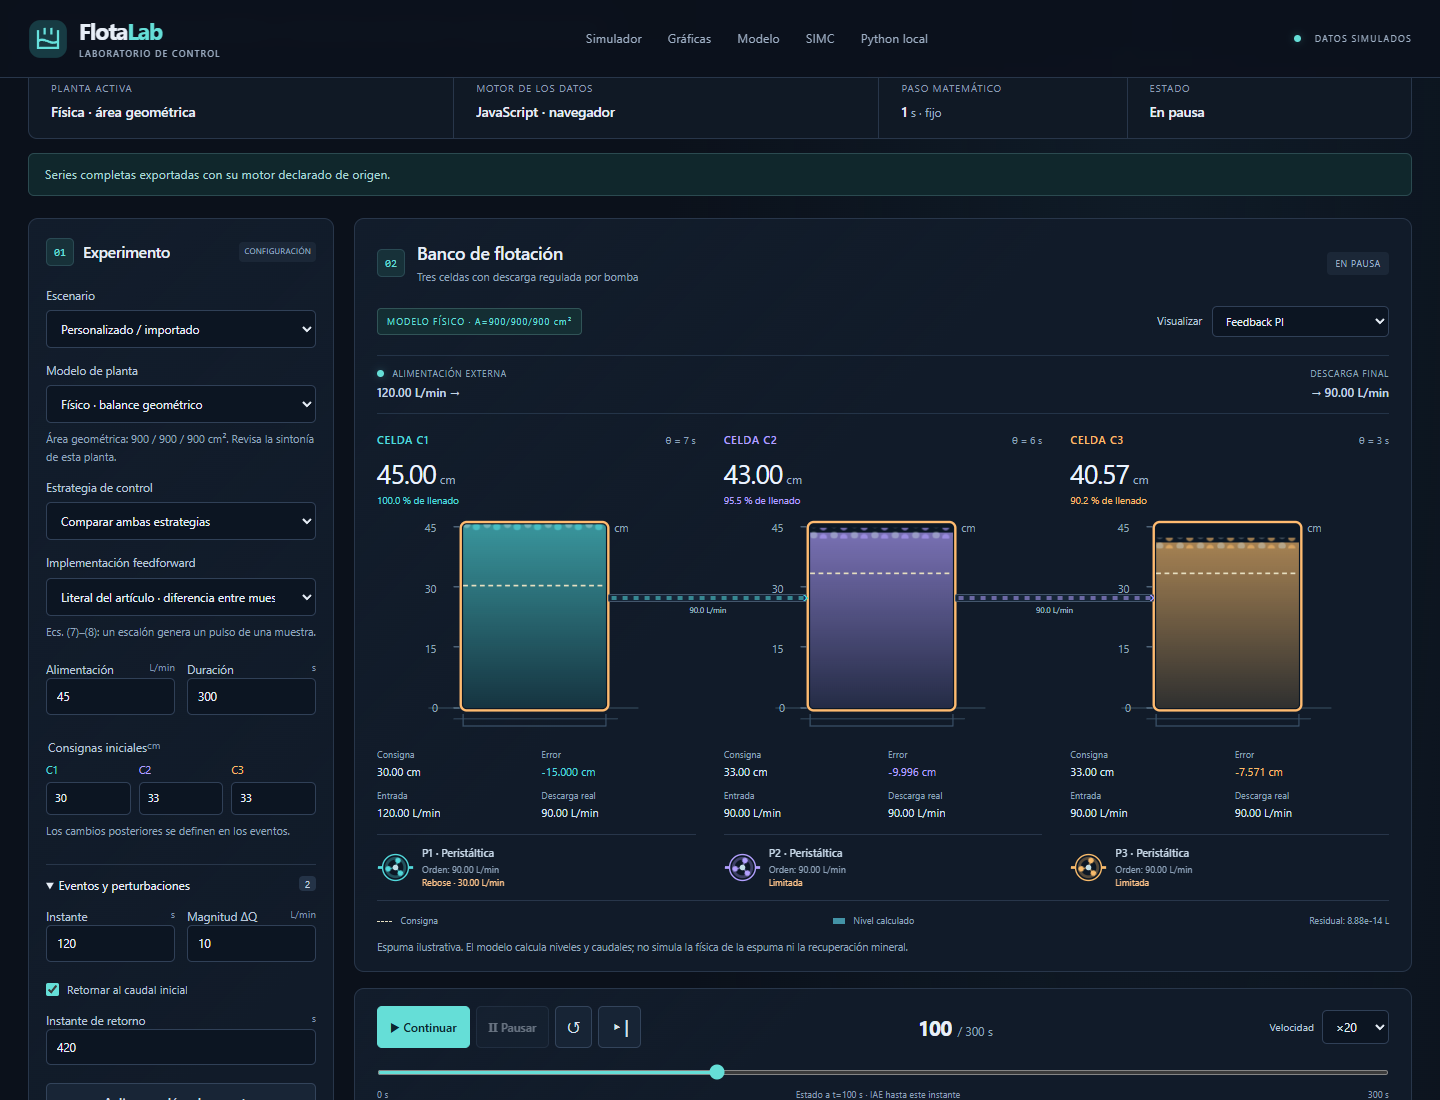 FlotaLab
LABORATORIO DE CONTROL
Simulador Gráficas Modelo SIMC Python local
DATOS SIMULADOS
PLANTA ACTIVA
Física · área geométrica
MOTOR DE LOS DATOS
JavaScript · navegador
PASO MATEMÁTICO
1 s · fijo
ESTADO
En pausa
Series completas exportadas con su motor declarado de origen.
01 Experimento CONFIGURACIÓN
Escenario
Personalizado / importado
Modelo de planta
Físico · balance geométrico
Área geométrica: 900 / 900 / 900 cm². Revisa la sintonía
de esta planta.
Estrategia de control
Comparar ambas estrategias
Implementación feedforward
Literal del artículo · diferencia entre mues
Ecs. (7)–(8): un escalón genera un pulso de una muestra.
Alimentación L/min Duración s
45 300
Consignas iniciales cm
C1 C2 C3
30 33 33
Los cambios posteriores se definen en los eventos.
▼ Eventos y perturbaciones 2
Instante s Magnitud ΔQ L/min
120 10
Retornar al caudal inicial
Instante de retorno s
420
02 Banco de flotación
Tres celdas con descarga regulada por bomba
EN PAUSA
MODELO FÍSICO · A=900/900/900 cm²
Visualizar Feedback PI
ALIMENTACIÓN EXTERNA
120.00 L/min →
DESCARGA FINAL
→ 90.00 L/min
CELDA C1 θ = 7 s
45.00 cm
100.0 % de llenado
45 cm
30
15
0
90.0 L/min
Consigna Error
30.00 cm -15.000 cm
Entrada Descarga real
120.00 L/min 90.00 L/min
P1 · Peristáltica
Orden: 90.00 L/min
Rebose · 30.00 L/min
CELDA C2 θ = 6 s
43.00 cm
95.5 % de llenado
45 cm
30
15
0
90.0 L/min
Consigna Error
33.00 cm -9.996 cm
Entrada Descarga real
90.00 L/min 90.00 L/min
P2 · Peristáltica
Orden: 90.00 L/min
Limitada
CELDA C3 θ = 3 s
40.57 cm
90.2 % de llenado
45 cm
30
15
0
Consigna Error
33.00 cm -7.571 cm
Entrada Descarga real
90.00 L/min 90.00 L/min
P3 · Peristáltica
Orden: 90.00 L/min
Limitada
Consigna Nivel calculado Residual: 8.88e-14 L
Espuma ilustrativa. El modelo calcula niveles y caudales; no simula la física de la espuma ni la recuperación mineral.
▶ Continuar Pausar ↺
100 / 300 s
Velocidad ×20
0 s Estado a t=100 s · IAE hasta este instante 300 s